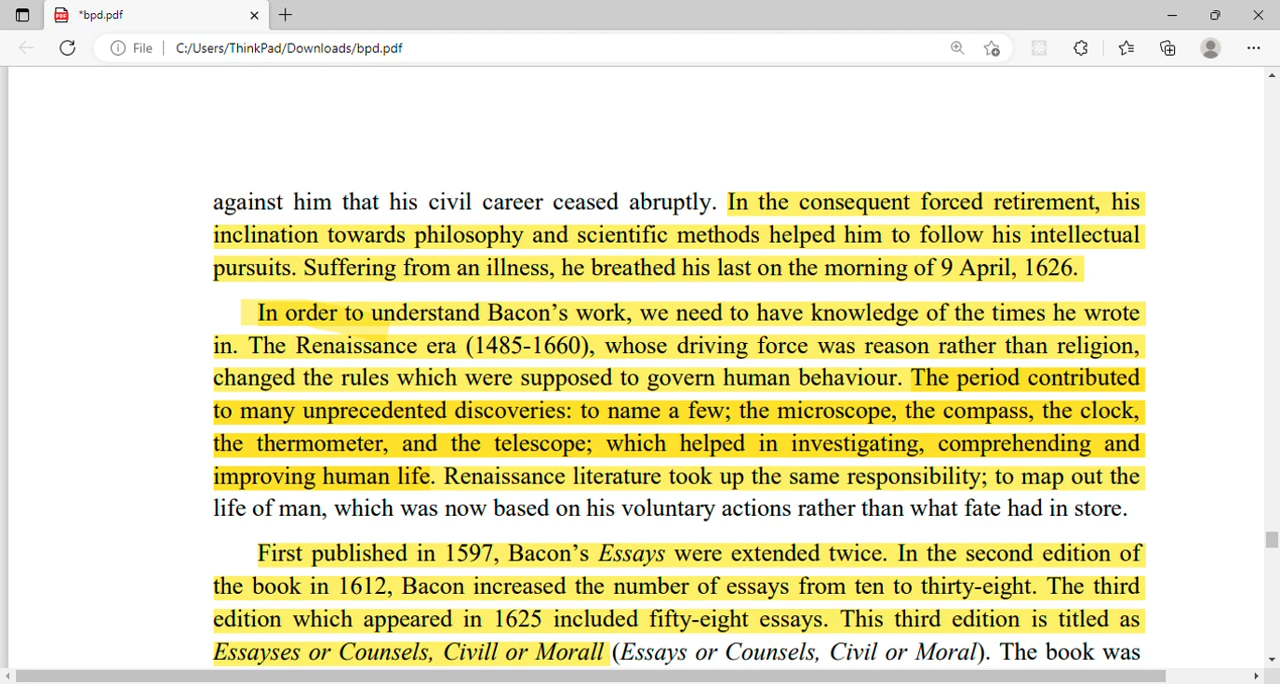 *bpd.pdf
File | C:/Users/ThinkPad/Downloads/bpd.pdf
against him that his civil career ceased abruptly. In the consequent forced retirement, his
inclination towards philosophy and scientific methods helped him to follow his intellectual
pursuits. Suffering from an illness, he breathed his last on the morning of 9 April, 1626.
In order to understand Bacon’s work, we need to have knowledge of the times he wrote
in. The Renaissance era (1485-1660), whose driving force was reason rather than religion,
changed the rules which were supposed to govern human behaviour. The period contributed
to many unprecedented discoveries: to name a few; the microscope, the compass, the clock,
the thermometer, and the telescope; which helped in investigating, comprehending and
improving human life. Renaissance literature took up the same responsibility; to map out the
life of man, which was now based on his voluntary actions rather than what fate had in store.
First published in 1597, Bacon’s Essays were extended twice. In the second edition of
the book in 1612, Bacon increased the number of essays from ten to thirty-eight. The third
edition which appeared in 1625 included fifty-eight essays. This third edition is titled as
Essayses or Counsels, Civill or Morall (Essays or Counsels, Civil or Moral). The book was